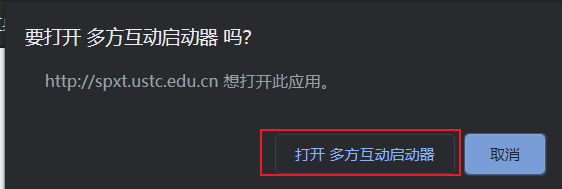 要打开 多方互动启动器 吗?
http://spxt.ustc.edu.cn 想打开此应用。
打开 多方互动启动器
取消